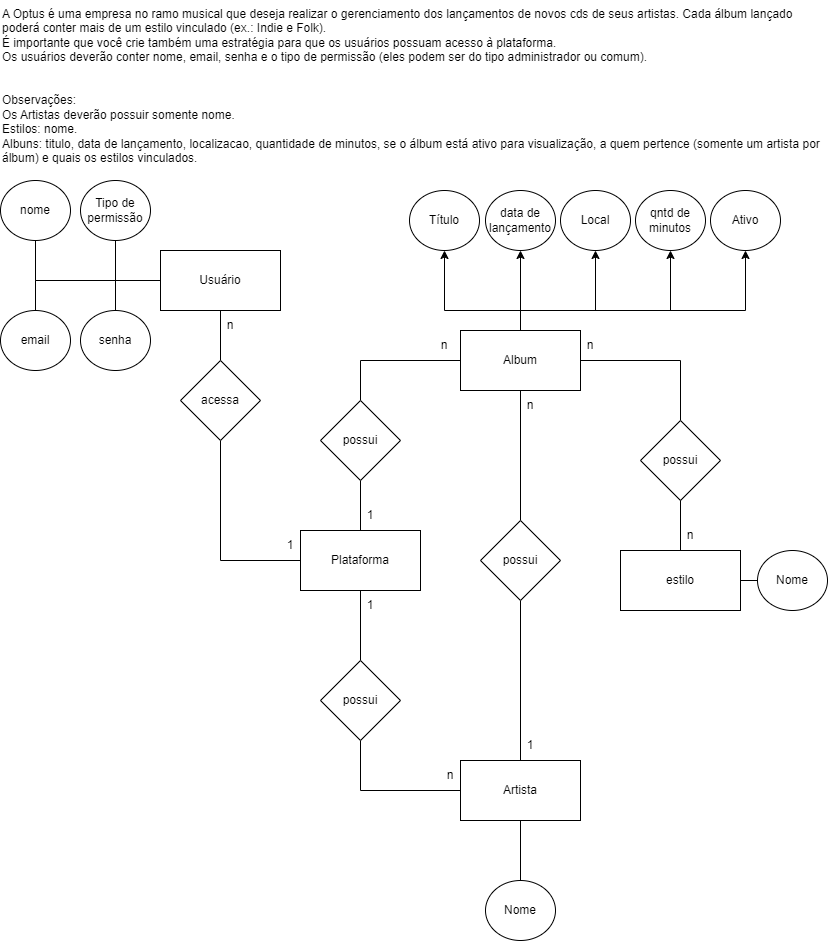 A Optus é uma empresa no ramo musical que deseja realizar o gerenciamento dos lançamentos de novos cds de seus artistas. Cada álbum lançado
poderá conter mais de um estilo vinculado (ex.: Indie e Folk).
É importante que você crie também uma estratégia para que os usuários possuam acesso à plataforma.
Os usuários deverão conter nome, email, senha e o tipo de permissão (eles podem ser do tipo administrador ou comum).
Observações:
Os Artistas deverão possuir somente nome.
Estilos: nome.
Albuns: titulo, data de lançamento, localizacao, quantidade de minutos, se o álbum está ativo para visualização, a quem pertence (somente um artista por
álbum) e quais os estilos vinculados.
nome
Tipo de
permissão
Título
data de
lançamento
Local
qntd de
minutos
Ativo
Usuário
email
senha
n
n
Album
n
acessa
n
possui
possui
1
n
1
Plataforma
possui
estilo
Nome
1
possui
1
n
Artista
Nome